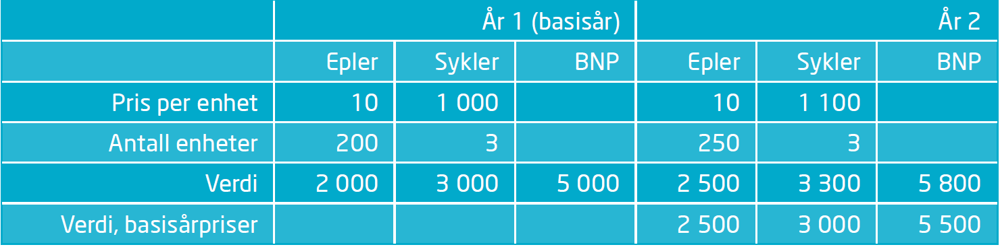 År 1 (basisår) År 2
Epler Sykler BNP Epler Sykler BNP
Pris per enhet 10 1 000 10 1 100
Antall enheter 200 3 250 3
Verdi 2 000 3 000 5 000 2 500 3 300 5 800
Verdi, basisårpriser 2 500 3 000 5 500